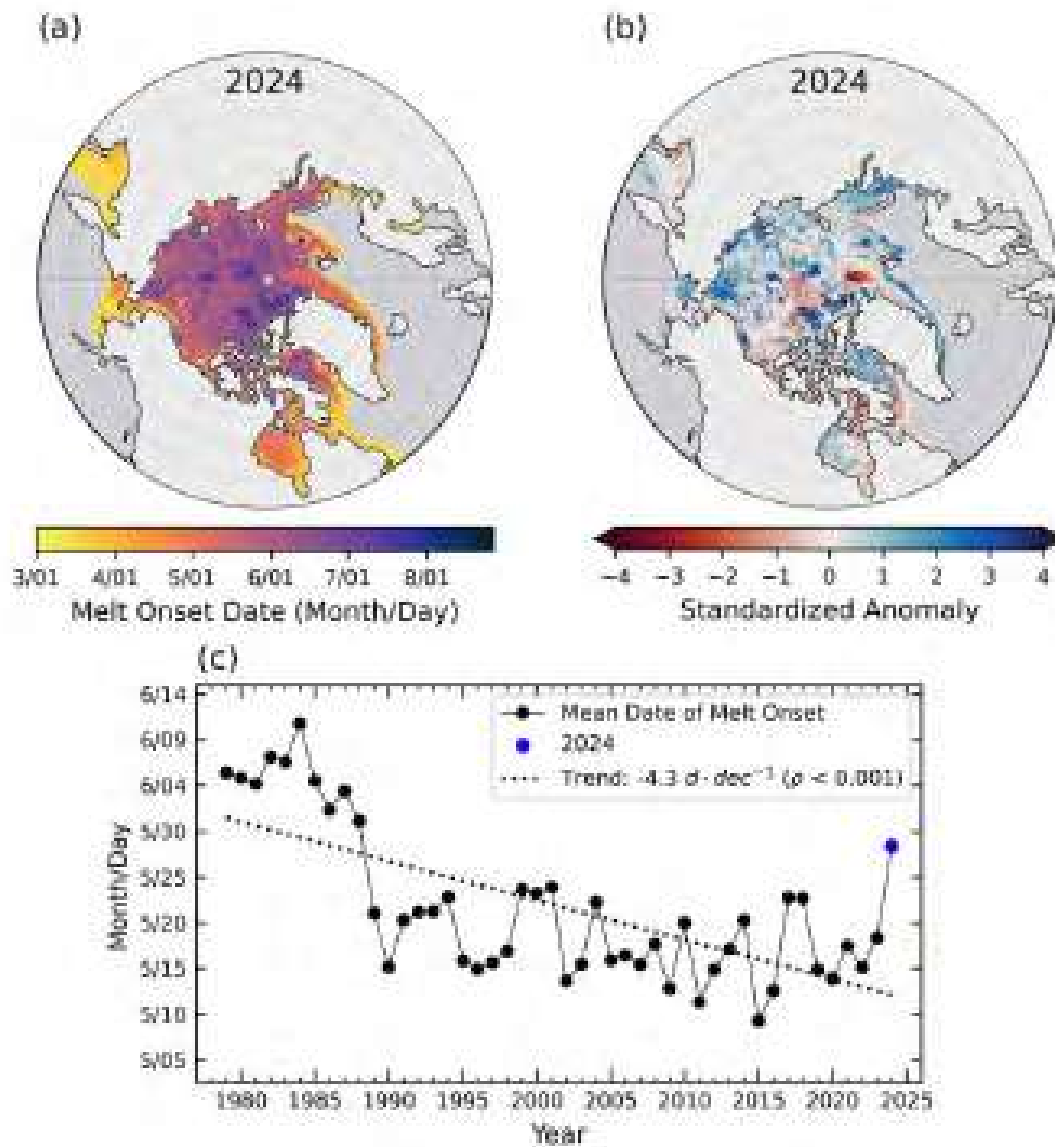 (a)
2024
3/01 4/01 5/01 6/01 7/01 8/01
Melt Onset Date (Month/Day)
(b)
2024
−4 −3 −2 −1 0 1 2 3 4
Standardized Anomaly
(c)
Month/Day
6/14
6/09
6/04
5/30
5/25
5/20
5/15
5/10
5/05
Mean Date of Melt Onset
2024
Trend: -4.3 d · dec⁻¹ (p < 0.001)
1980 1985 1990 1995 2000 2005 2010 2015 2020 2025
Year